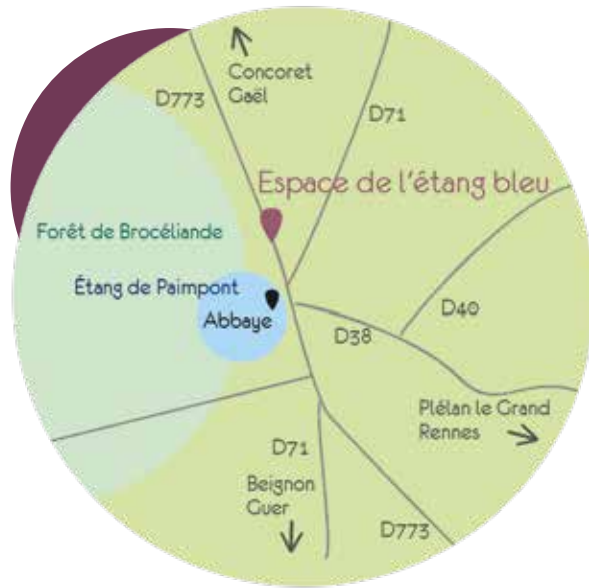 Concoret
Gaël
D773
D71
Espace de l'étang bleu
Forêt de Brocéliande
Étang de Paimpont
Abbaye
D40
D38
Plélan le Grand
Rennes
D71
Beignon
Guer
D773